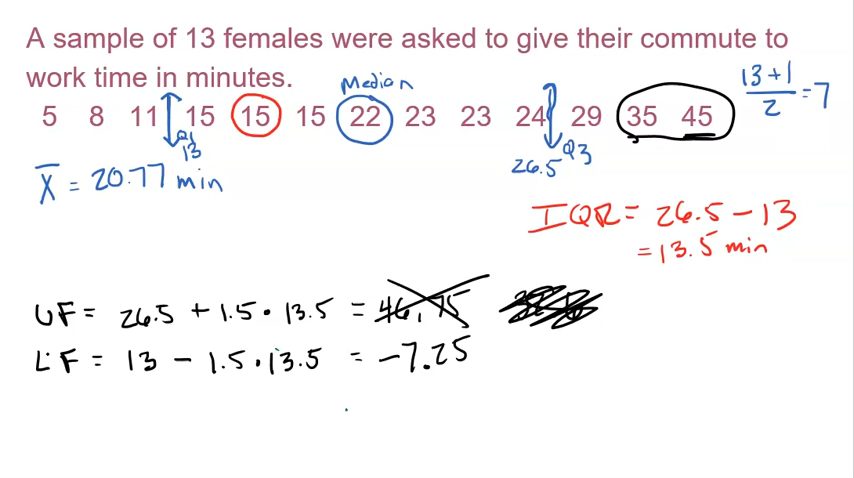 A sample of 13 females were asked to give their commute to
work time in minutes.
Median
13 + 1 / 2 = 7
5 8 11 15 15 15 22 23 23 24 29 35 45
Q1
13
26.5 Q3
X̄ = 20.77 min
IQR = 26.5 − 13
= 13.5 min
UF = 26.5 + 1.5 • 13.5 = 46.75
LF = 13 − 1.5 • 13.5 = −7.25